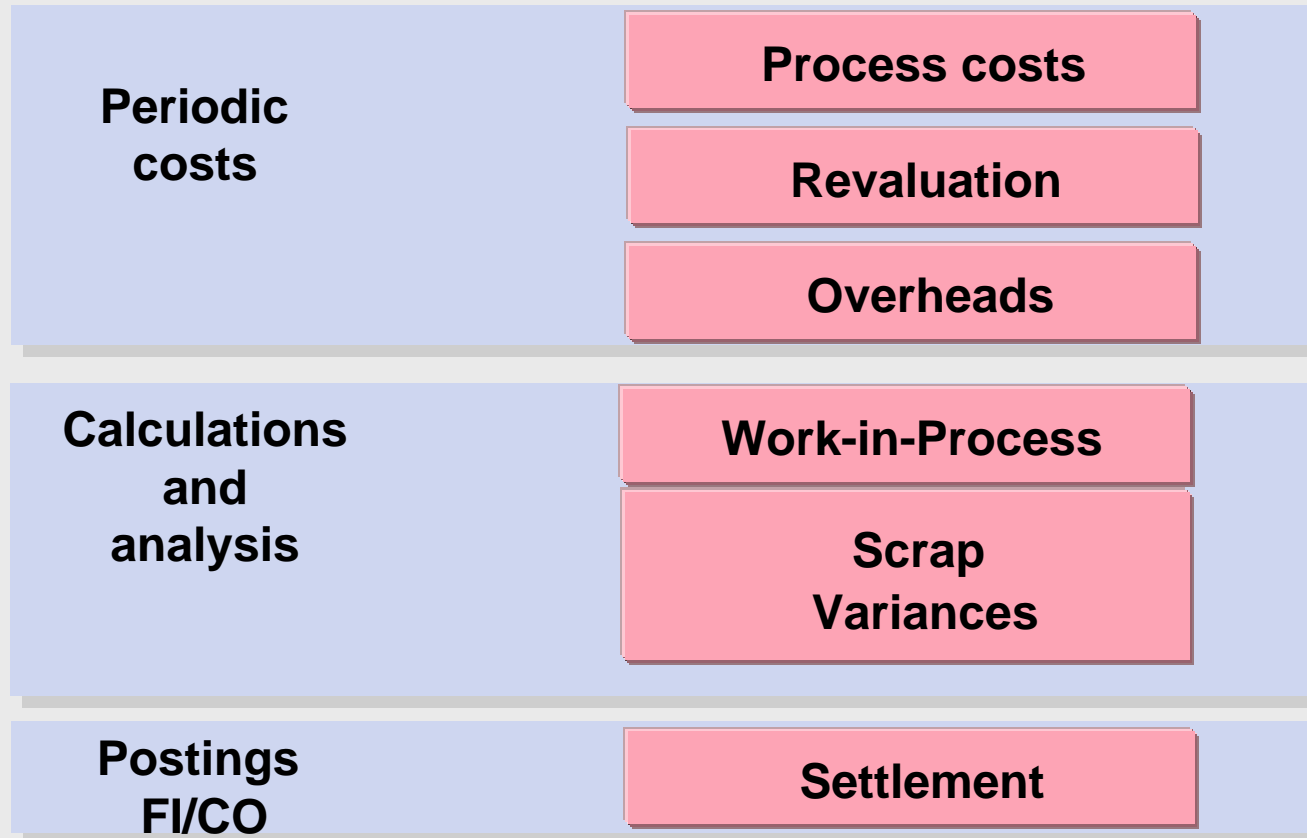 Periodic
costs
Process costs
Revaluation
Overheads
Calculations
and
analysis
Work-in-Process
Scrap
Variances
Postings
FI/CO
Settlement